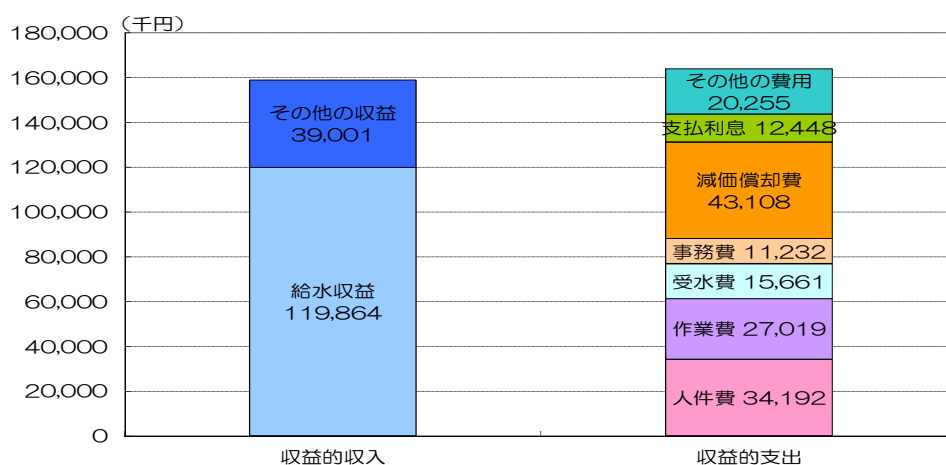 （千円）
180,000
160,000
140,000
120,000
100,000
80,000
60,000
40,000
20,000
0
その他の収益
39,001
給水収益
119,864
その他の費用
20,255
支払利息 12,448
減価償却費
43,108
事務費 11,232
受水費 15,661
作業費 27,019
人件費 34,192
収益的収入
収益的支出